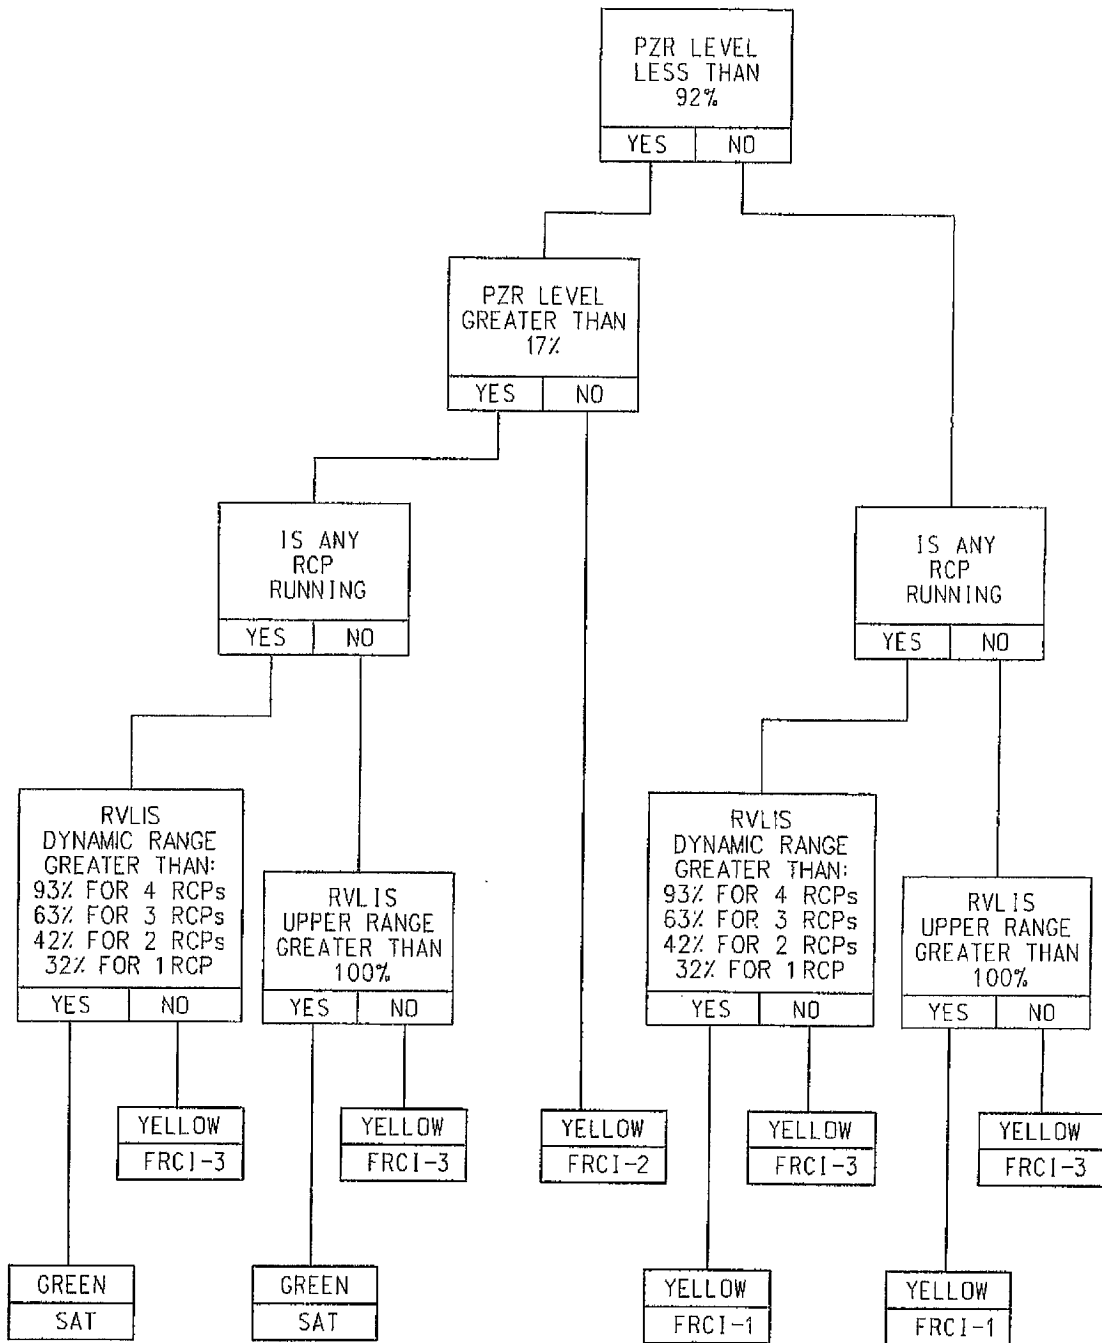 PZR LEVEL
LESS THAN
92%
YES NO
PZR LEVEL
GREATER THAN
17%
YES NO
IS ANY
RCP
RUNNING
YES NO
IS ANY
RCP
RUNNING
YES NO
RVLIS
DYNAMIC RANGE
GREATER THAN:
93% FOR 4 RCPs
63% FOR 3 RCPs
42% FOR 2 RCPs
32% FOR 1 RCP
YES NO
RVLIS
UPPER RANGE
GREATER THAN
100%
YES NO
RVLIS
DYNAMIC RANGE
GREATER THAN:
93% FOR 4 RCPs
63% FOR 3 RCPs
42% FOR 2 RCPs
32% FOR 1 RCP
YES NO
RVLIS
UPPER RANGE
GREATER THAN
100%
YES NO
YELLOW
FRCI-3
YELLOW
FRCI-3
YELLOW
FRCI-2
YELLOW
FRCI-3
YELLOW
FRCI-3
GREEN
SAT
GREEN
SAT
YELLOW
FRCI-1
YELLOW
FRCI-1